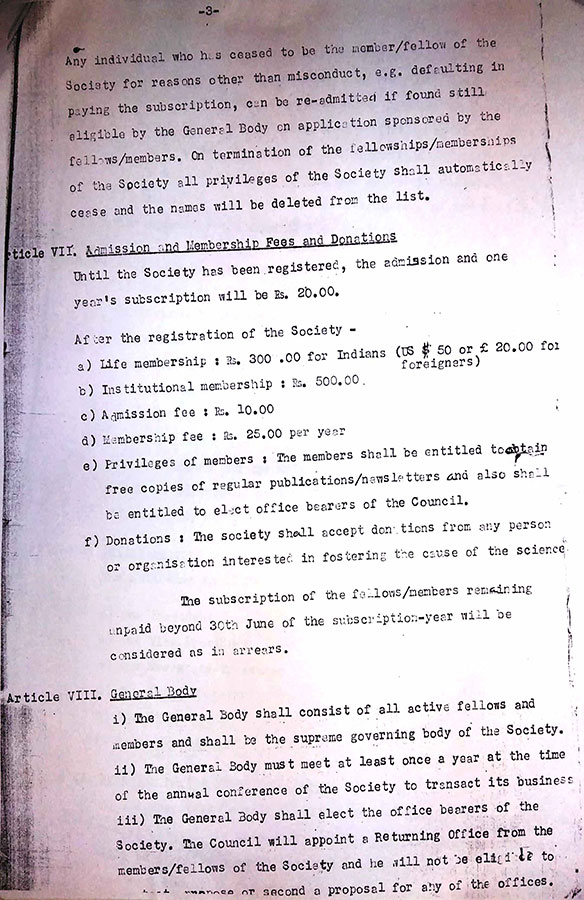 -3-
Any individual who has ceased to be the member/fellow of the
Society for reasons other than misconduct, e.g. defaulting in
paying the subscription, can be re-admitted if found still
eligible by the General Body on application sponsored by the
fellows/members. On termination of the fellowships/memberships
of the Society all privileges of the Society shall automatically
cease and the names will be deleted from the list.
ticle VII. Admission and Membership Fees and Donations
Until the Society has been registered, the admission and one
year's subscription will be Rs. 20.00.
After the registration of the Society -
a) Life membership : Rs. 300 .00 for Indians (US $ 50 or £ 20.00 for
foreigners)
b) Institutional membership : Rs. 500.00.
c) Admission fee : Rs. 10.00
d) Membership fee : Rs. 25.00 per year
e) Privileges of members : The members shall be entitled to obtain
free copies of regular publications/newsletters and also shall
be entitled to elect office bearers of the Council.
f) Donations : The society shall accept donations from any person
or organisation interested in fostering the cause of the science
The subscription of the fellows/members remaining
unpaid beyond 30th June of the subscription-year will be
considered as in arrears.
Article VIII. General Body
i) The General Body shall consist of all active fellows and
members and shall be the supreme governing body of the Society.
ii) The General Body must meet at least once a year at the time
of the annual conference of the Society to transact its business
iii) The General Body shall elect the office bearers of the
Society. The Council will appoint a Returning Office from the
members/fellows of the Society and he will not be eligible to
propose or second a proposal for any of the offices.